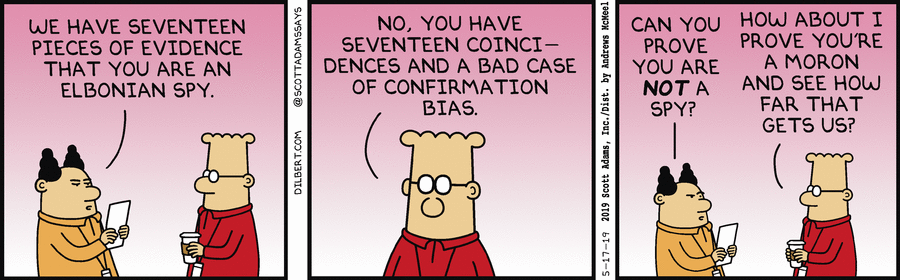 WE HAVE SEVENTEEN
PIECES OF EVIDENCE
THAT YOU ARE AN
ELBONIAN SPY.
DILBERT.COM @SCOTTADAMSSAYS
NO, YOU HAVE
SEVENTEEN COINCI-
DENCES AND A BAD CASE
OF CONFIRMATION
BIAS.
5-17-19 2019 Scott Adams, Inc./Dist. by Andrews McMeel
CAN YOU
PROVE
YOU ARE
NOT A
SPY?
HOW ABOUT I
PROVE YOU'RE
A MORON
AND SEE HOW
FAR THAT
GETS US?